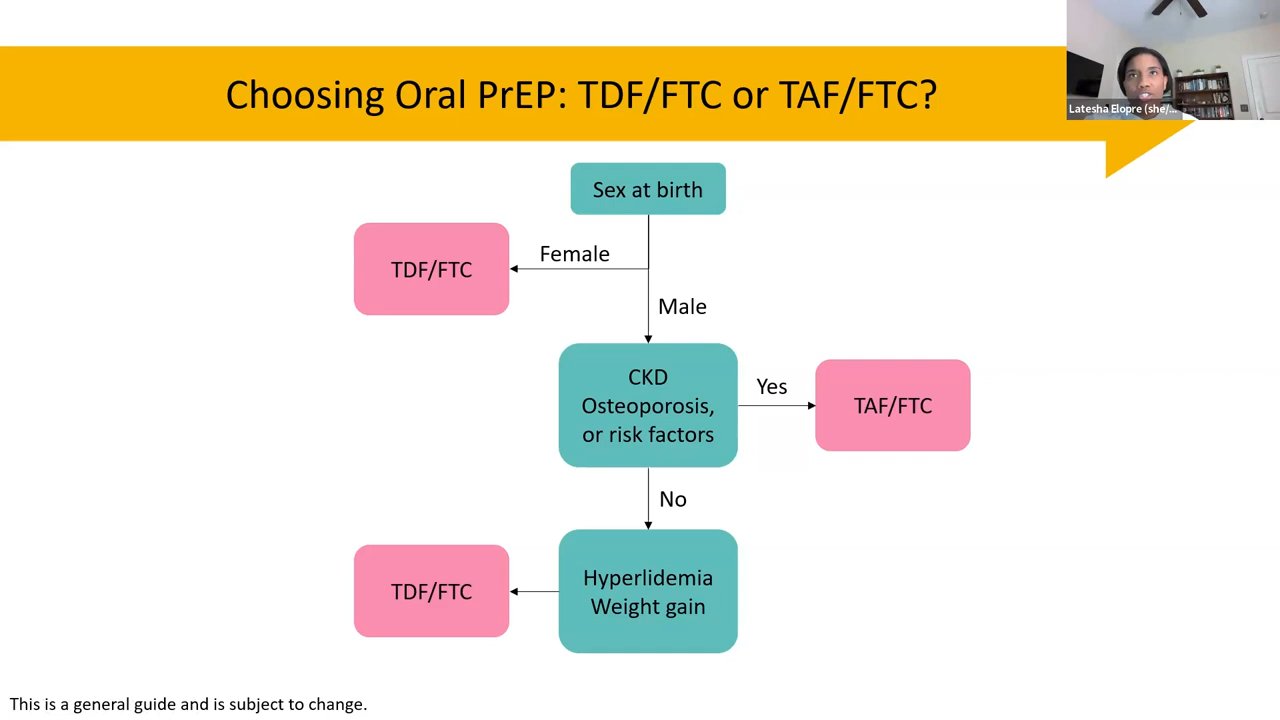 Choosing Oral PrEP: TDF/FTC or TAF/FTC?
Latesha Elopre (she/...
Sex at birth
Female
TDF/FTC
Male
CKD
Osteoporosis,
or risk factors
Yes
TAF/FTC
No
Hyperlidemia
Weight gain
TDF/FTC
This is a general guide and is subject to change.